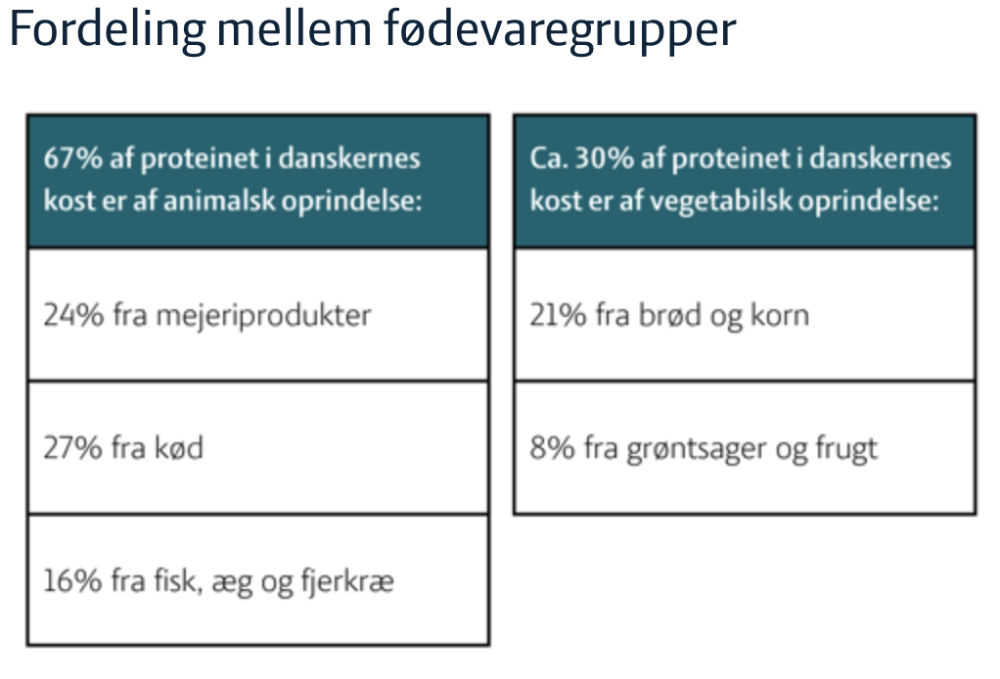 Fordeling mellem fødevaregrupper
67% af proteinet i danskernes
kost er af animalsk oprindelse:
24% fra mejeriprodukter
27% fra kød
16% fra fisk, æg og fjerkræ
Ca. 30% af proteinet i danskernes
kost er af vegetabilsk oprindelse:
21% fra brød og korn
8% fra grøntsager og frugt